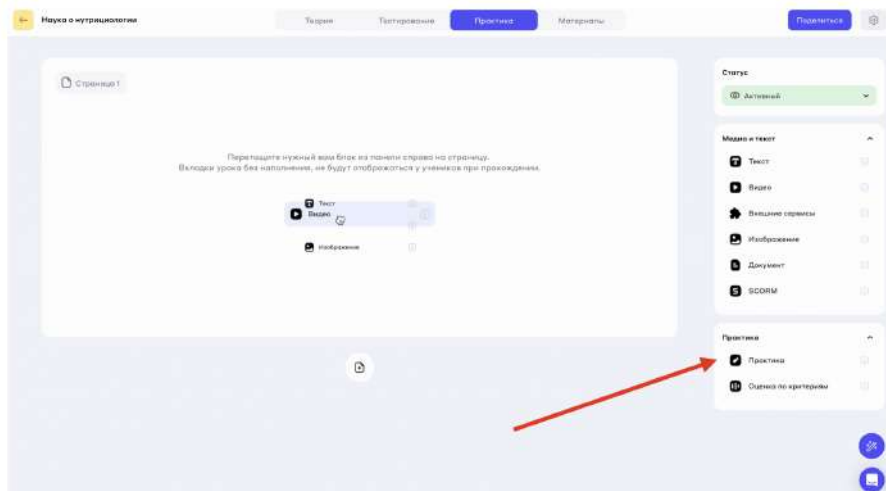 Наука о нутрициологии
Теория
Тестирование
Практика
Материалы
Поделиться
Страница 1
Перетащите нужный вам блок из панели справа на страницу.
Вкладки урока без наполнения, не будут отображаться у учеников при прохождении.
Текст
Видео
Изображение
Статус
Активный
Медиа и текст
Текст
Видео
Внешние сервисы
Изображение
Документ
SCORM
Практика
Практика
Оценка по критериям